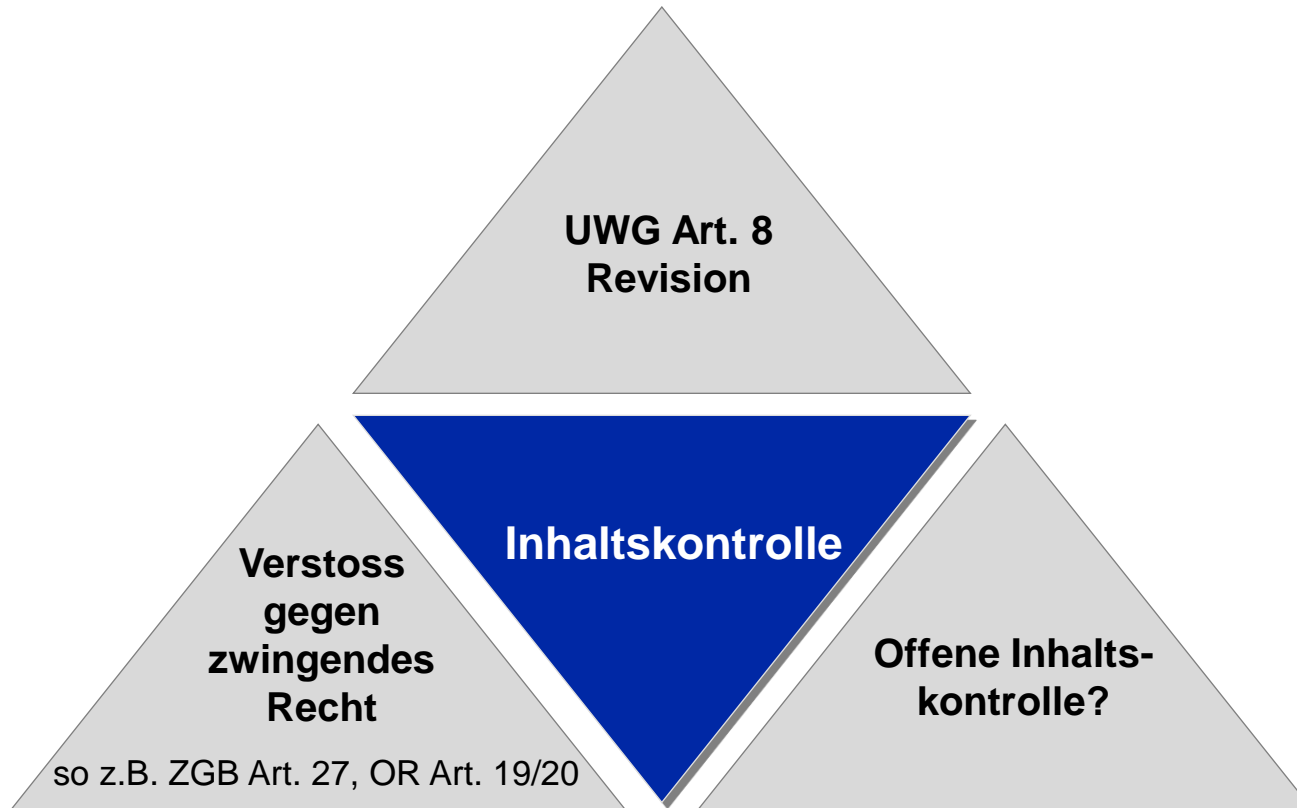 UWG Art. 8
Revision
Inhaltskontrolle
Verstoss
gegen
zwingendes
Recht
so z.B. ZGB Art. 27, OR Art. 19/20
Offene Inhalts-
kontrolle?